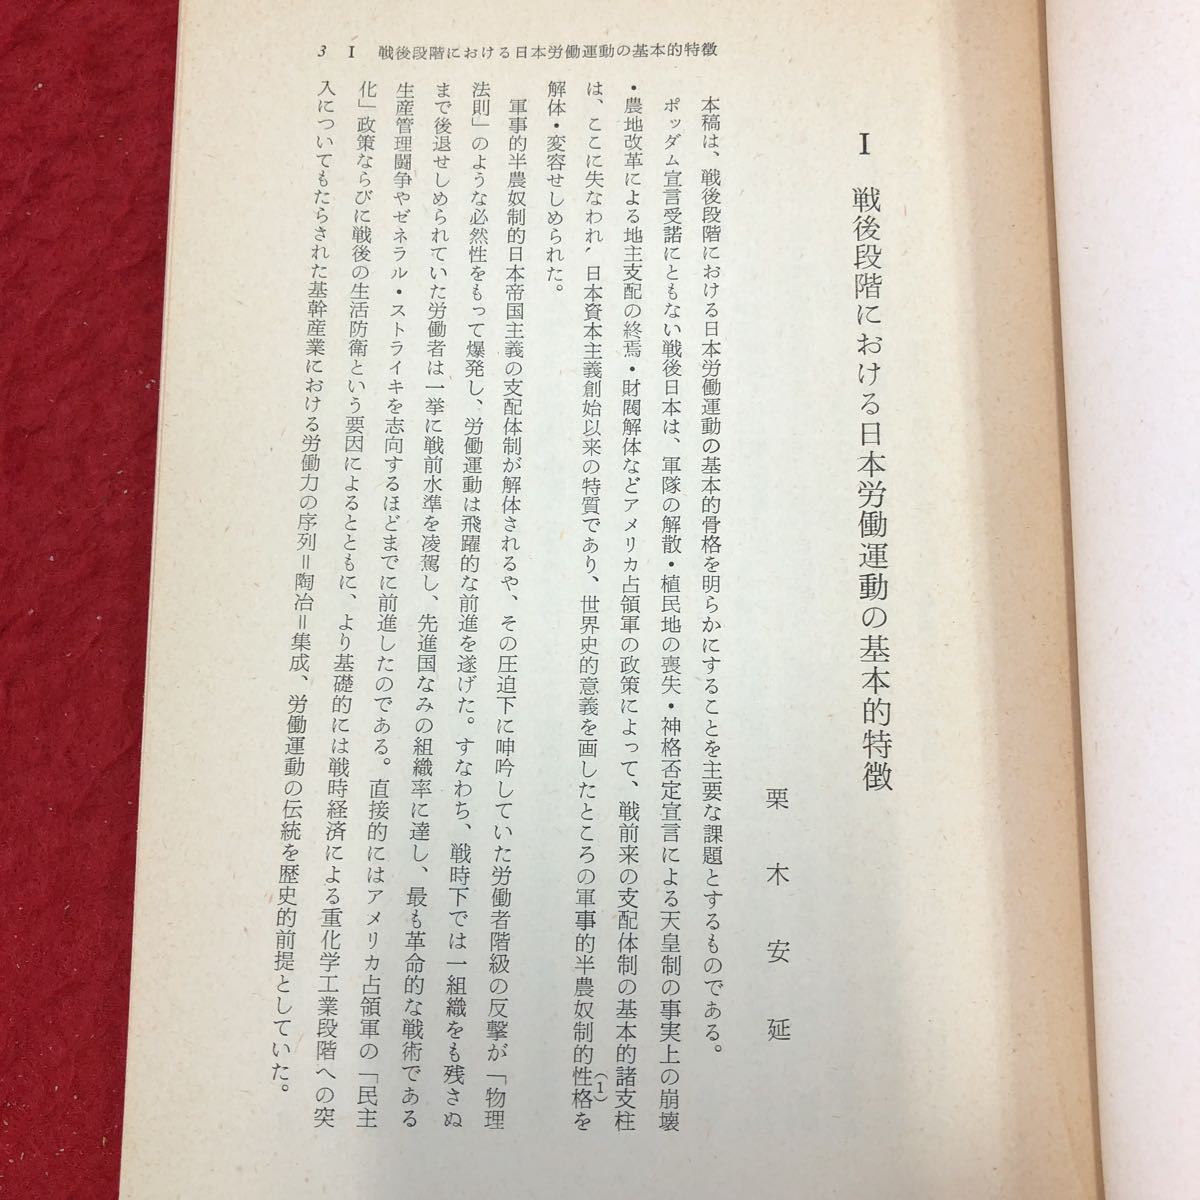 3 I 戦後段階における日本労働運動の基本的特徴
I 戦後段階における日本労働運動の基本的特徴
栗木安延
本稿は、戦後段階における日本労働運動の基本的骨格を明らかにすることを主要な課題とするものである。
ポッダム宣言受諾にともない戦後日本は、軍隊の解散・植民地の喪失・神格否定宣言による天皇制の事実上の崩壊
・農地改革による地主支配の終焉・財閥解体などアメリカ占領軍の政策によって、戦前来の支配体制の基本的諸支柱
は、ここに失なわれ、日本資本主義創始以来の特質であり、世界史的意義を画したところの軍事的半農奴制的性格を(1)
解体・変容せしめられた。
軍事的半農奴制的日本帝国主義の支配体制が解体されるや、その圧迫下に呻吟していた労働者階級の反撃が「物理
法則」のような必然性をもって爆発し、労働運動は飛躍的な前進を遂げた。すなわち、戦時下では一組織をも残さぬ
まで後退せしめられていた労働者は一挙に戦前水準を凌駕し、先進国なみの組織率に達し、最も革命的な戦術である
生産管理闘争やゼネラル・ストライキを志向するほどまでに前進したのである。直接的にはアメリカ占領軍の「民主
化」政策ならびに戦後の生活防衛という要因によるとともに、より基礎的には戦時経済による重化学工業段階への突
入についてもたらされた基幹産業における労働力の序列＝陶冶＝集成、労働運動の伝統を歴史的前提としていた。